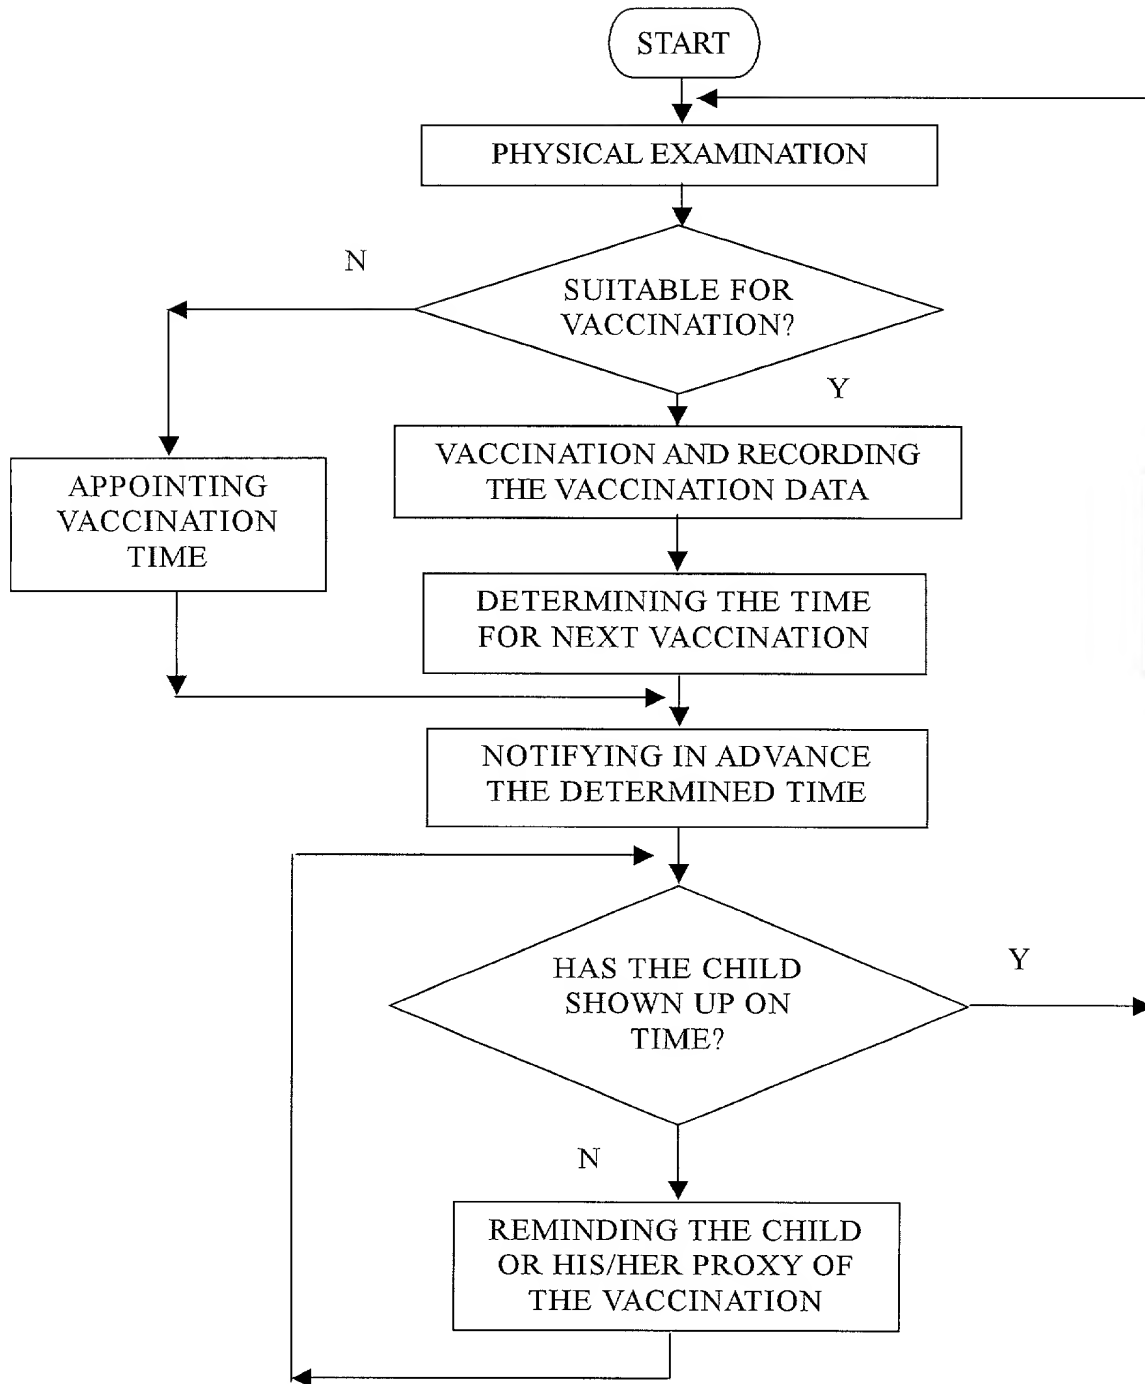 START
PHYSICAL EXAMINATION
N
SUITABLE FOR
VACCINATION?
Y
VACCINATION AND RECORDING
THE VACCINATION DATA
APPOINTING
VACCINATION
TIME
DETERMINING THE TIME
FOR NEXT VACCINATION
NOTIFYING IN ADVANCE
THE DETERMINED TIME
HAS THE CHILD
SHOWN UP ON
TIME?
Y
N
REMINDING THE CHILD
OR HIS/HER PROXY OF
THE VACCINATION